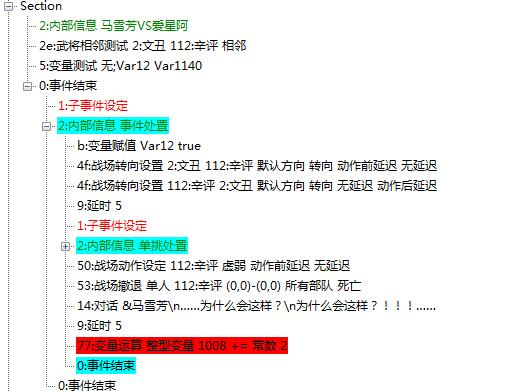 Section
2:内部信息 马雪芳VS爱星阿
2e:武将相邻测试 2:文丑 112:辛评 相邻
5:变量测试 无;Var12 Var1140
0:事件结束
1:子事件设定
2:内部信息 事件处置
b:变量赋值 Var12 true
4f:战场转向设置 2:文丑 112:辛评 默认方向 转向 动作前延迟 无延迟
4f:战场转向设置 112:辛评 2:文丑 默认方向 转向 无延迟 动作后延迟
9:延时 5
1:子事件设定
2:内部信息 单挑处置
50:战场动作设定 112:辛评 虚弱 动作前延迟 无延迟
53:战场撤退 单人 112:辛评 (0,0)-(0,0) 所有部队 死亡
14:对话 &马雪芳\n......为什么会这样？\n为什么会这样？！！！......
9:延时 5
77:变量运算 整型变量 1008 += 常数 2
0:事件结束
0:事件结束